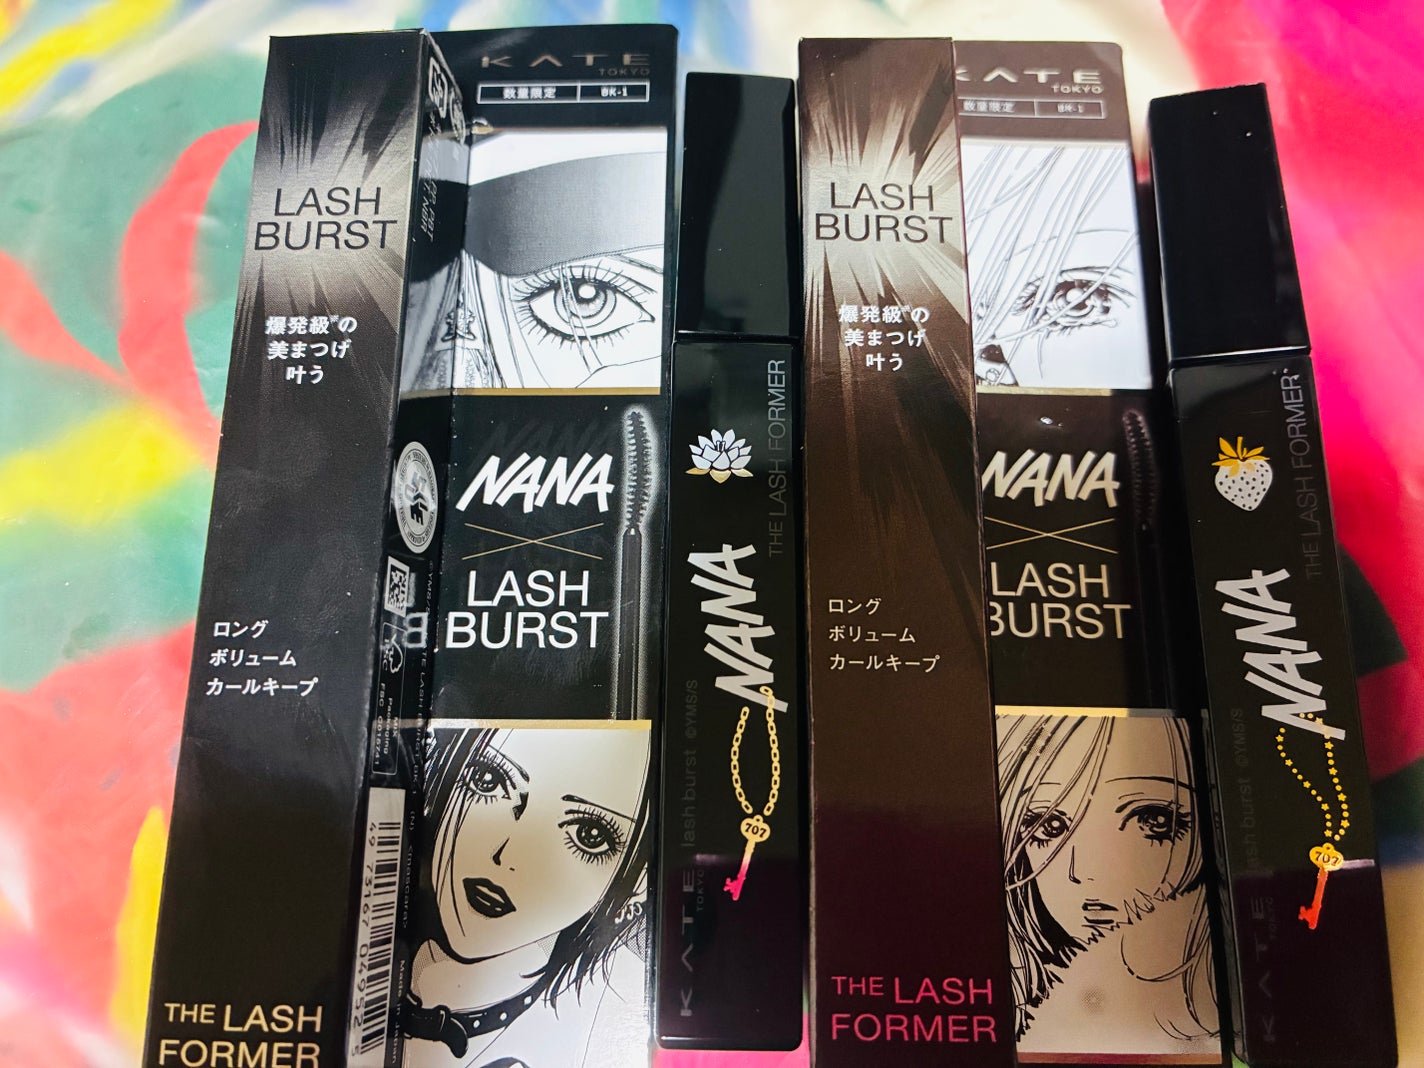 LASH
BURST
爆発級※の
美まつげ
叶う
ロング
ボリューム
カールキープ
THE LASH
FORMER
KATE
TOKYO
数量限定
BK-1
NANA
LASH
BURST
4973167049525
THE LASH FORMER
NANA
707
KATE
TOKYO
lash burst ©YMS/S
LASH
BURST
爆発級※の
美まつげ
叶う
ロング
ボリューム
カールキープ
THE LASH
FORMER
KATE
TOKYO
数量限定
BK-1
NANA
LASH
BURST
THE LASH FORMER
NANA
707
KATE
TOKYO
lash burst ©YMS/S